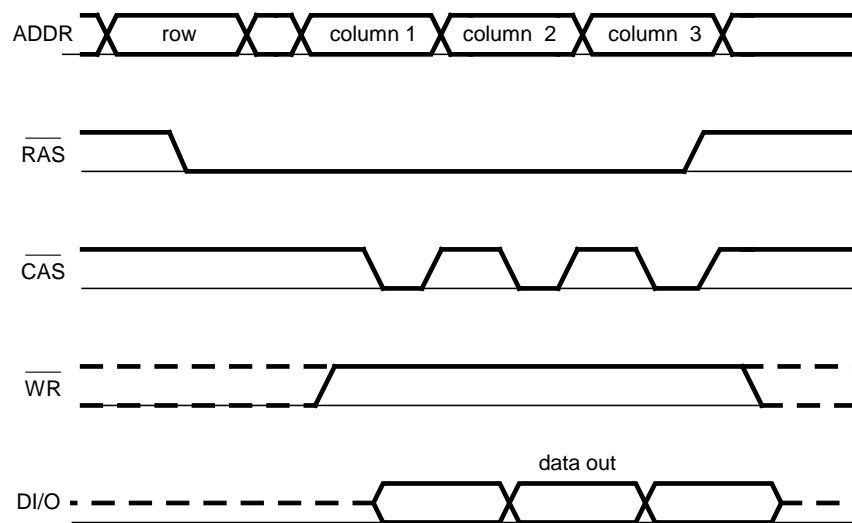 ADDR row column 1 column 2 column 3
RAS
CAS
WR
data out
DI/O